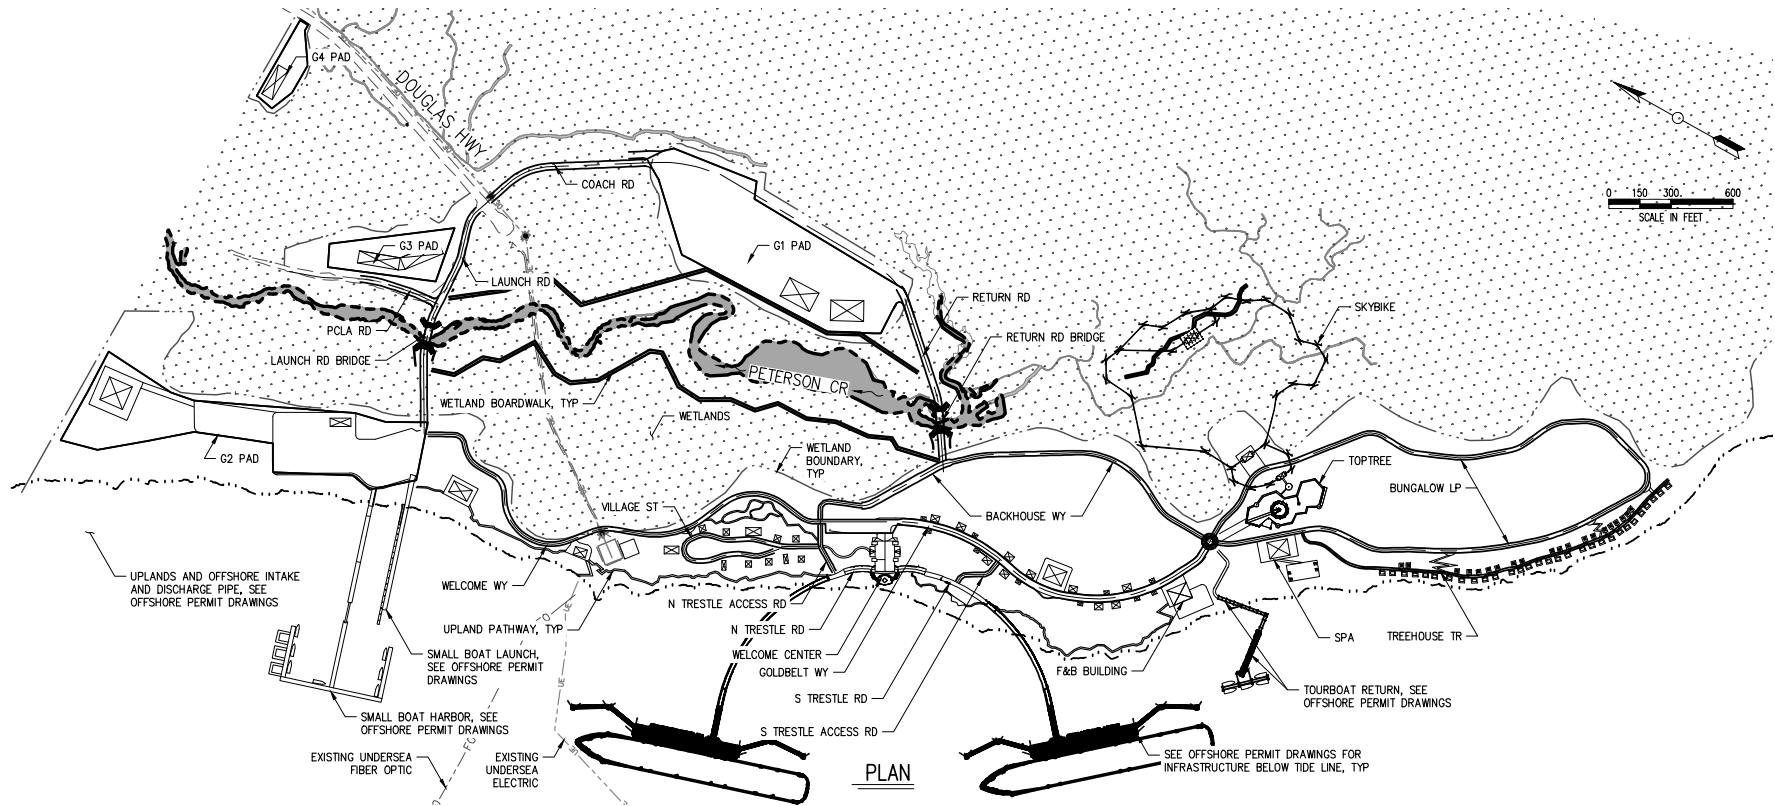 G4 PAD
DOUGLAS HWY
COACH RD
0 150 300 600
SCALE IN FEET
G3 PAD
G1 PAD
LAUNCH RD
RETURN RD
PCLA RD
SKYBIKE
LAUNCH RD BRIDGE
RETURN RD BRIDGE
PETERSON CR
WETLAND BOARDWALK, TYP
WETLANDS
G2 PAD
WETLAND
BOUNDARY,
TYP
TOPTREE
BUNGALOW LP
VILLAGE ST
BACKHOUSE WY
UPLANDS AND OFFSHORE INTAKE
AND DISCHARGE PIPE, SEE
OFFSHORE PERMIT DRAWINGS
WELCOME WY
N TRESTLE ACCESS RD
UPLAND PATHWAY, TYP
N TRESTLE RD
SPA
TREEHOUSE TR
SMALL BOAT LAUNCH,
SEE OFFSHORE PERMIT
DRAWINGS
WELCOME CENTER
GOLDBELT WY
F&B BUILDING
UE
UE
S TRESTLE RD
TOURBOAT RETURN, SEE
OFFSHORE PERMIT DRAWINGS
SMALL BOAT HARBOR, SEE
OFFSHORE PERMIT DRAWINGS
S TRESTLE ACCESS RD
FO
EXISTING UNDERSEA
FIBER OPTIC
EXISTING
UNDERSEA
ELECTRIC
SEE OFFSHORE PERMIT DRAWINGS FOR
INFRASTRUCTURE BELOW TIDE LINE, TYP
PLAN